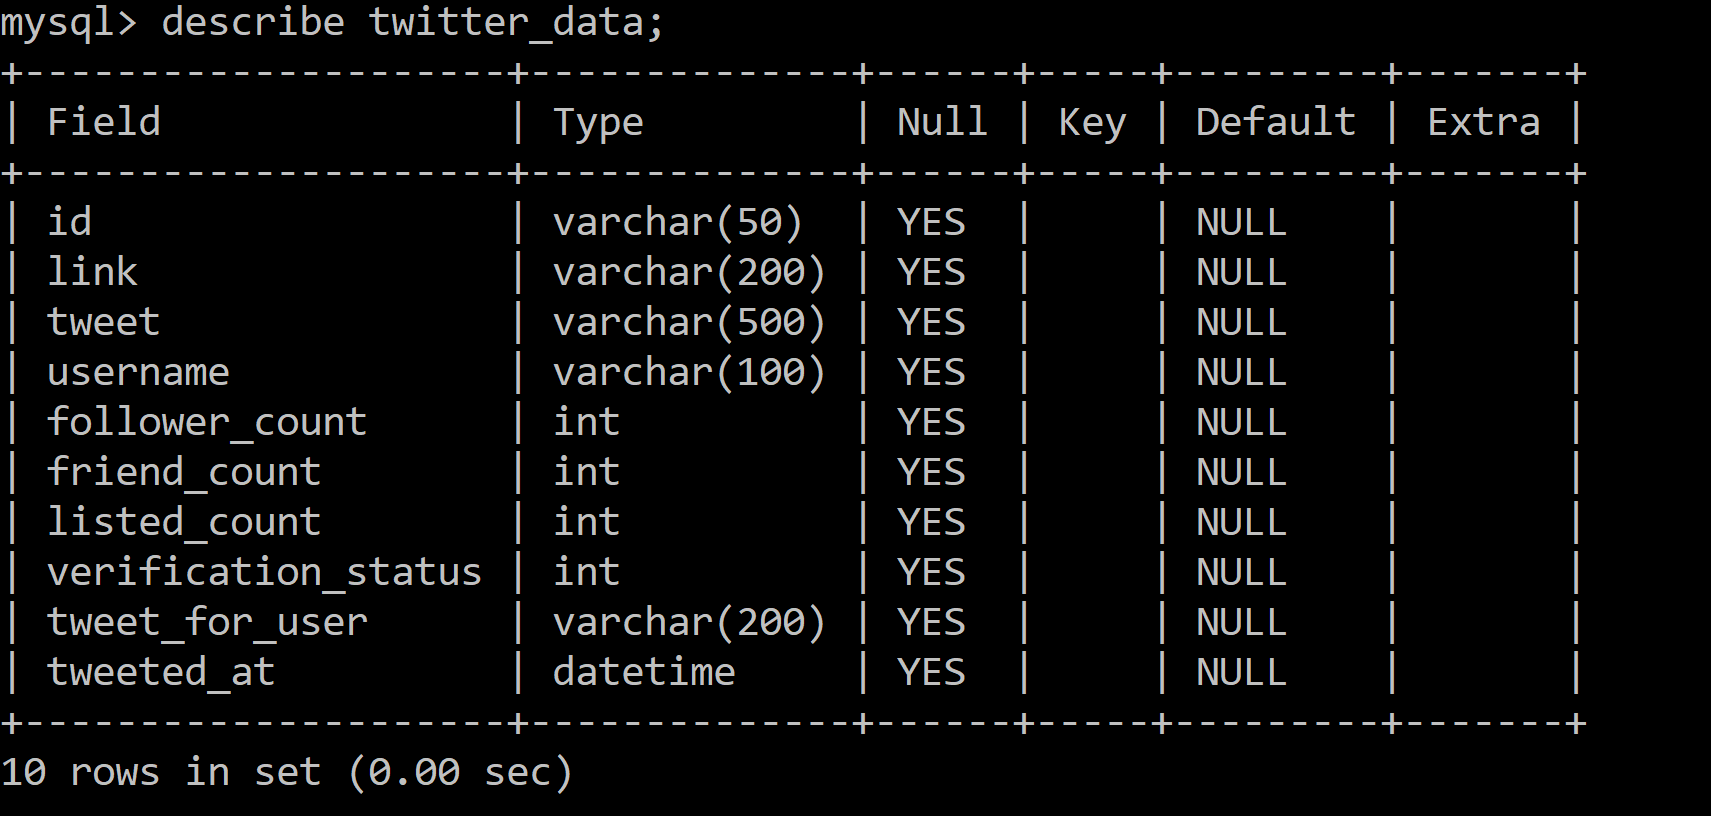 mysql> describe twitter_data;
+---------------------+--------------+------+-----+---------+-------+
| Field               | Type         | Null | Key | Default | Extra |
+---------------------+--------------+------+-----+---------+-------+
| id                  | varchar(50)  | YES  |     | NULL    |       |
| link                | varchar(200) | YES  |     | NULL    |       |
| tweet               | varchar(500) | YES  |     | NULL    |       |
| username            | varchar(100) | YES  |     | NULL    |       |
| follower_count      | int          | YES  |     | NULL    |       |
| friend_count        | int          | YES  |     | NULL    |       |
| listed_count        | int          | YES  |     | NULL    |       |
| verification_status | int          | YES  |     | NULL    |       |
| tweet_for_user      | varchar(200) | YES  |     | NULL    |       |
| tweeted_at          | datetime     | YES  |     | NULL    |       |
+---------------------+--------------+------+-----+---------+-------+
10 rows in set (0.00 sec)